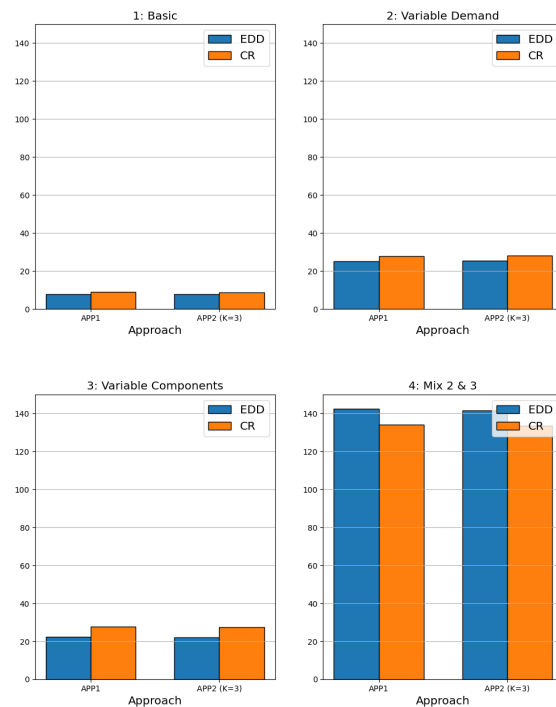 1: Basic
140
120
100
80
60
40
20
0
EDD
CR
APP1 APP2 (K=3)
Approach
2: Variable Demand
140
120
100
80
60
40
20
0
EDD
CR
APP1 APP2 (K=3)
Approach
3: Variable Components
140
120
100
80
60
40
20
0
EDD
CR
APP1 APP2 (K=3)
Approach
4: Mix 2 & 3
140
120
100
80
60
40
20
0
EDD
CR
APP1 APP2 (K=3)
Approach